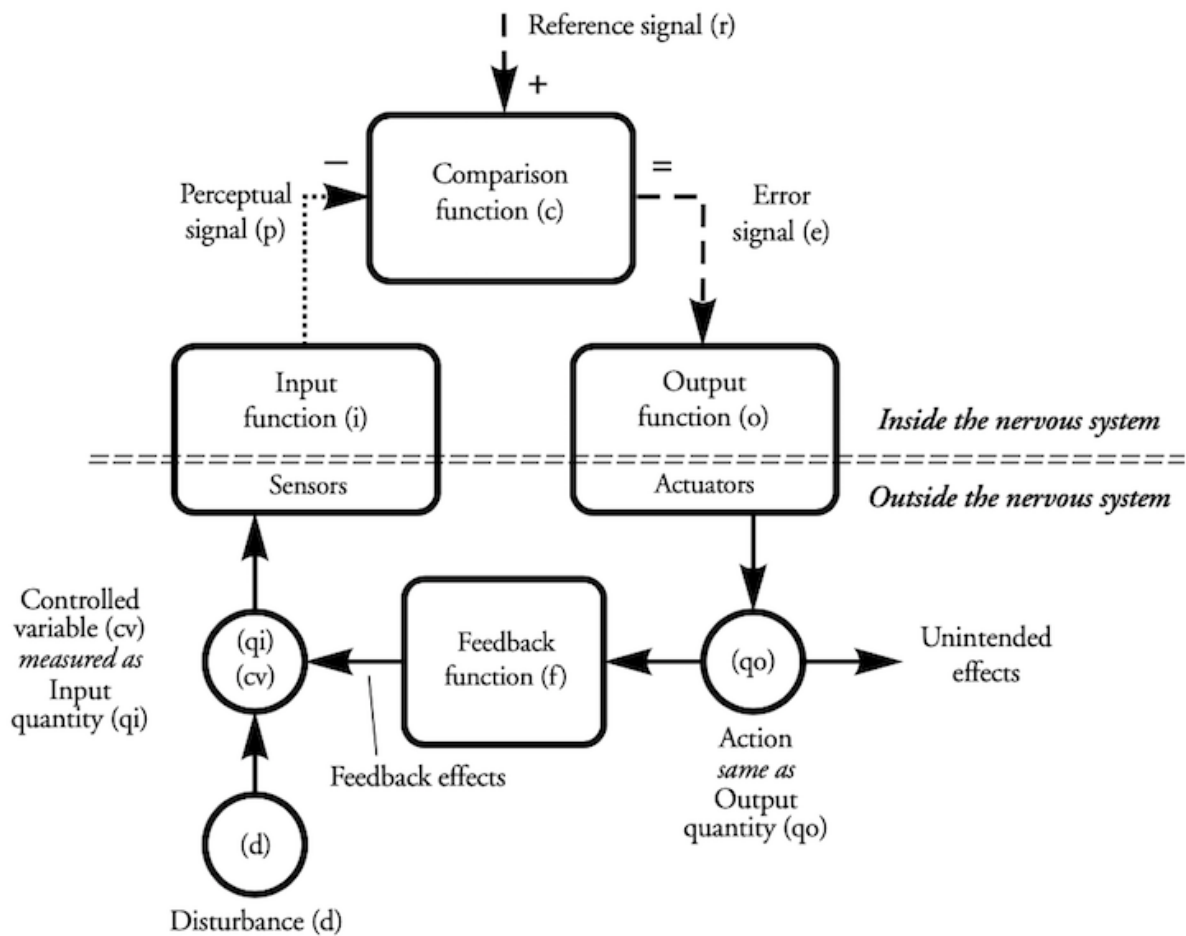 Reference signal (r)
+
–
=
Comparison
function (c)
Perceptual
signal (p)
Error
signal (e)
Input
function (i)
Output
function (o)
Inside the nervous system
Sensors
Actuators
Outside the nervous system
Controlled
variable (cv)
measured as
Input
quantity (qi)
(qi)
(cv)
Feedback
function (f)
(qo)
Unintended
effects
Feedback effects
Action
same as
Output
quantity (qo)
(d)
Disturbance (d)